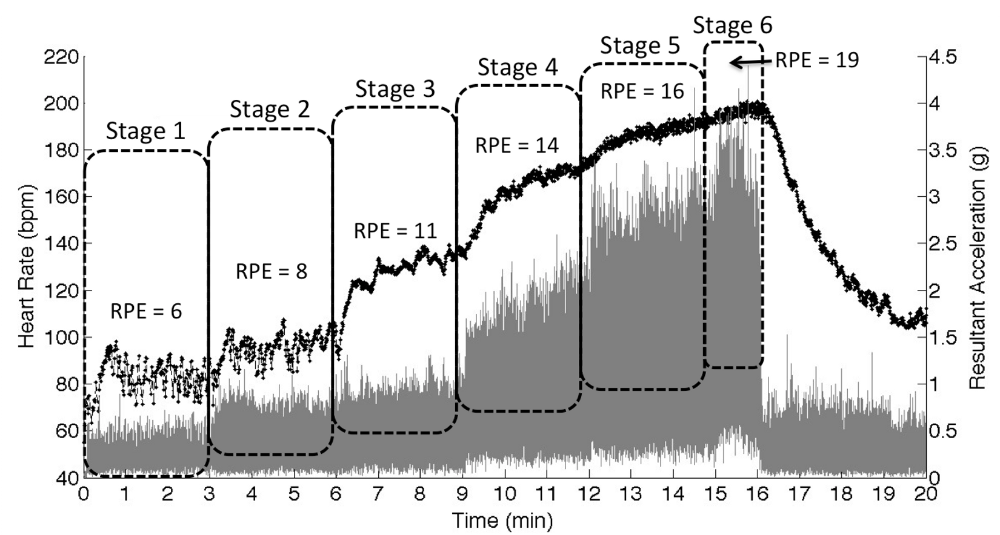 Stage 6
Stage 5
RPE = 19
Stage 4
Stage 3
RPE = 16
Stage 2
Stage 1
RPE = 14
RPE = 11
RPE = 8
RPE = 6
Heart Rate (bpm)
220
200
180
160
140
120
100
80
60
40
4.5
4
3.5
3
2.5
2
1.5
1
0.5
0
Resultant Acceleration (g)
0 1 2 3 4 5 6 7 8 9 10 11 12 13 14 15 16 17 18 19 20
Time (min)